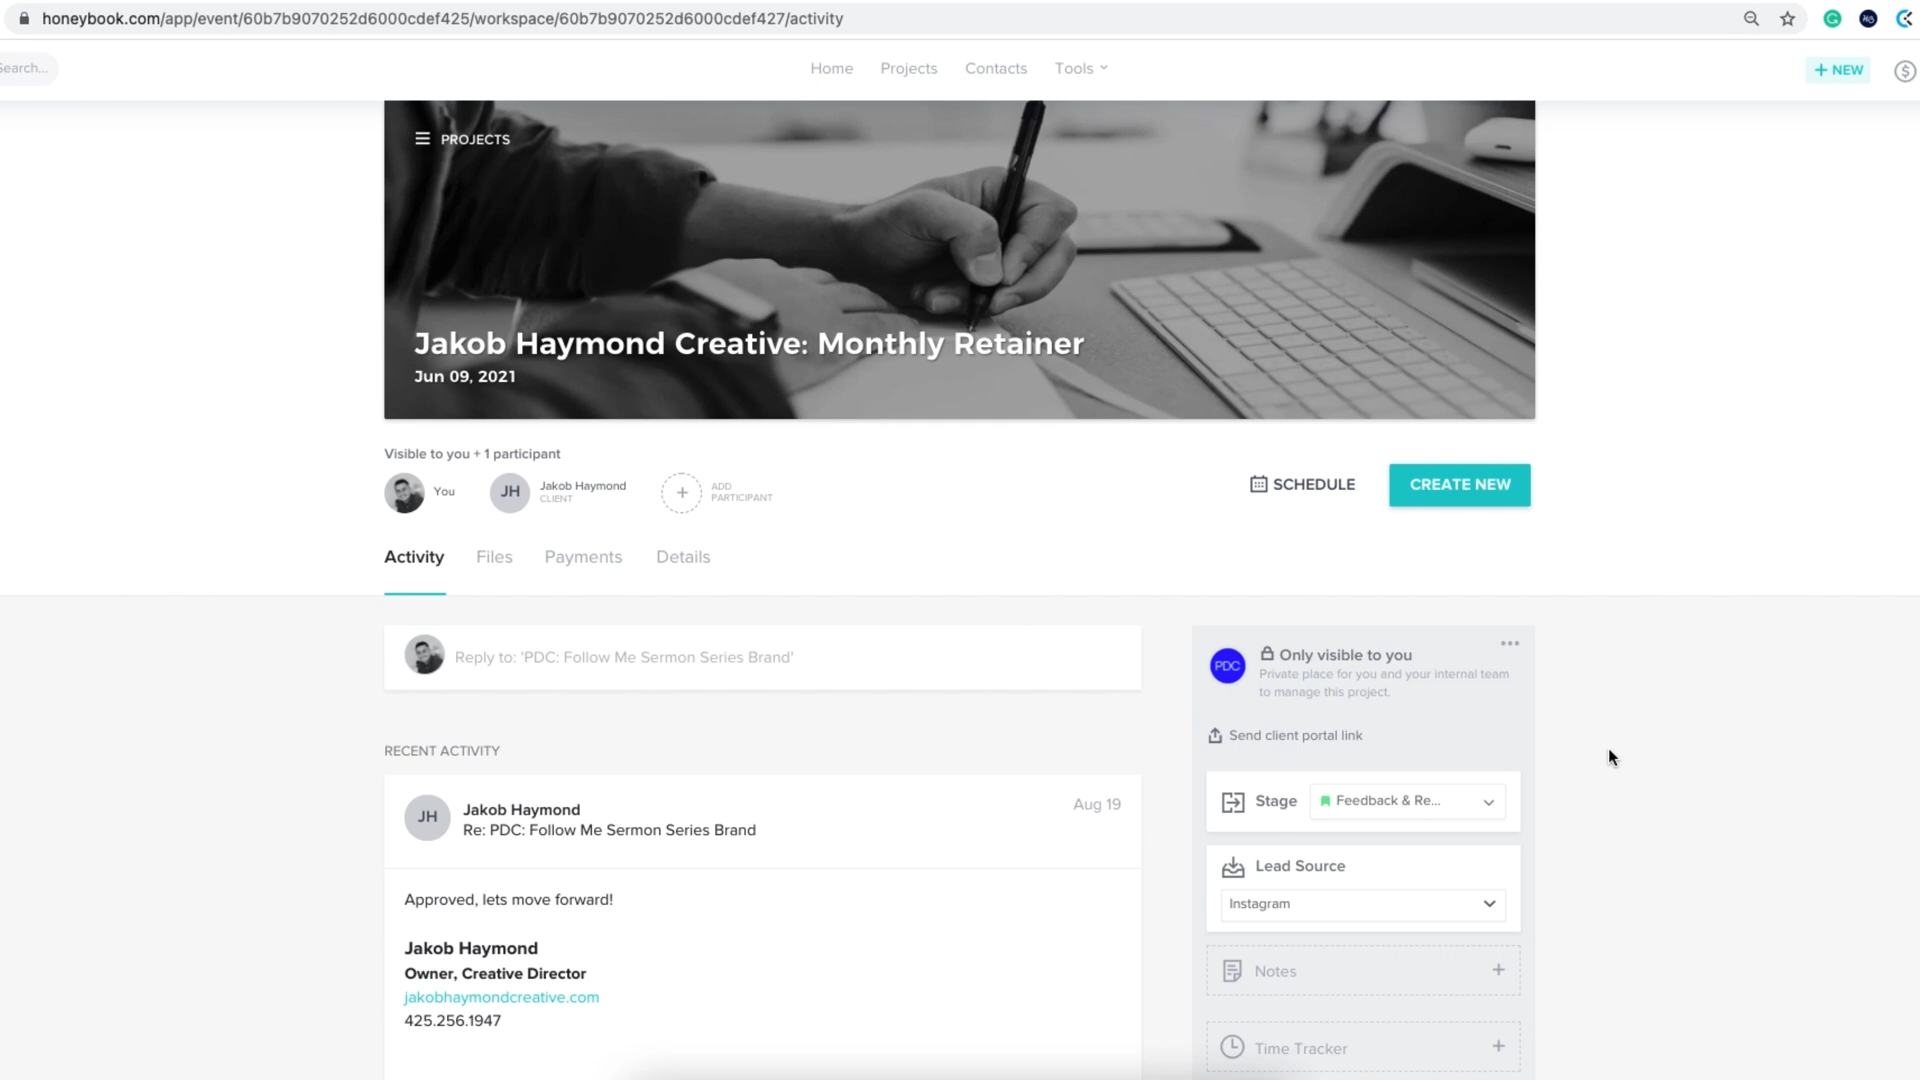 honeybook.com/app/event/60b7b9070252d6000cdef425/workspace/60b7b9070252d6000cdef427/activity
Search...
Home
Projects
Contacts
Tools
+ NEW
PROJECTS
Jakob Haymond Creative: Monthly Retainer
Jun 09, 2021
Visible to you + 1 participant
You
JH
Jakob Haymond
CLIENT
ADD
PARTICIPANT
SCHEDULE
CREATE NEW
Activity
Files
Payments
Details
Reply to: 'PDC: Follow Me Sermon Series Brand'
RECENT ACTIVITY
JH
Jakob Haymond
Aug 19
Re: PDC: Follow Me Sermon Series Brand
Approved, lets move forward!
Jakob Haymond
Owner, Creative Director
jakobhaymondcreative.com
425.256.1947
PDC
Only visible to you
Private place for you and your internal team
to manage this project.
Send client portal link
Stage
Feedback & Re...
Lead Source
Instagram
Notes
Time Tracker